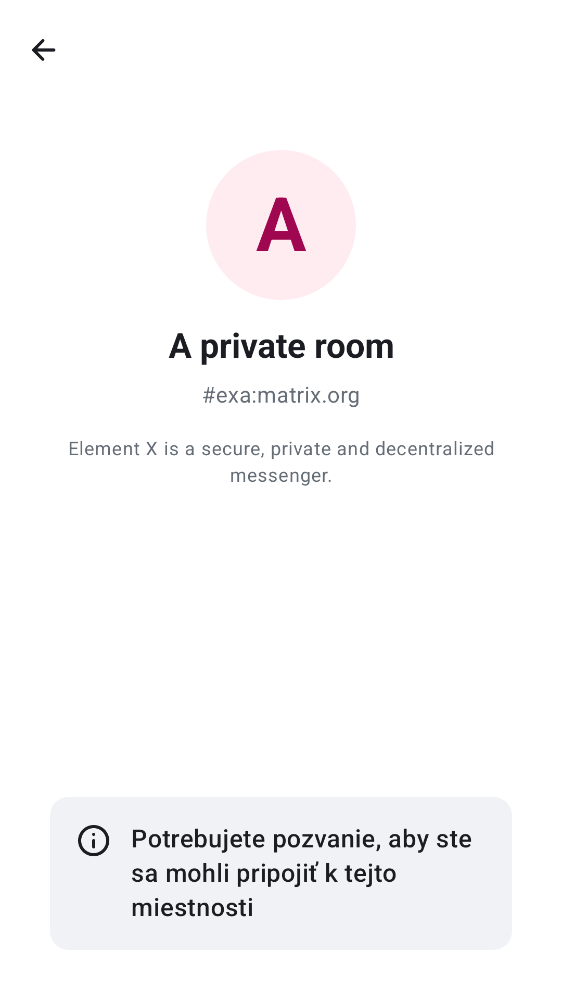 A
A private room
#exa:matrix.org
Element X is a secure, private and decentralized
messenger.
Potrebujete pozvanie, aby ste
sa mohli pripojiť k tejto
miestnosti